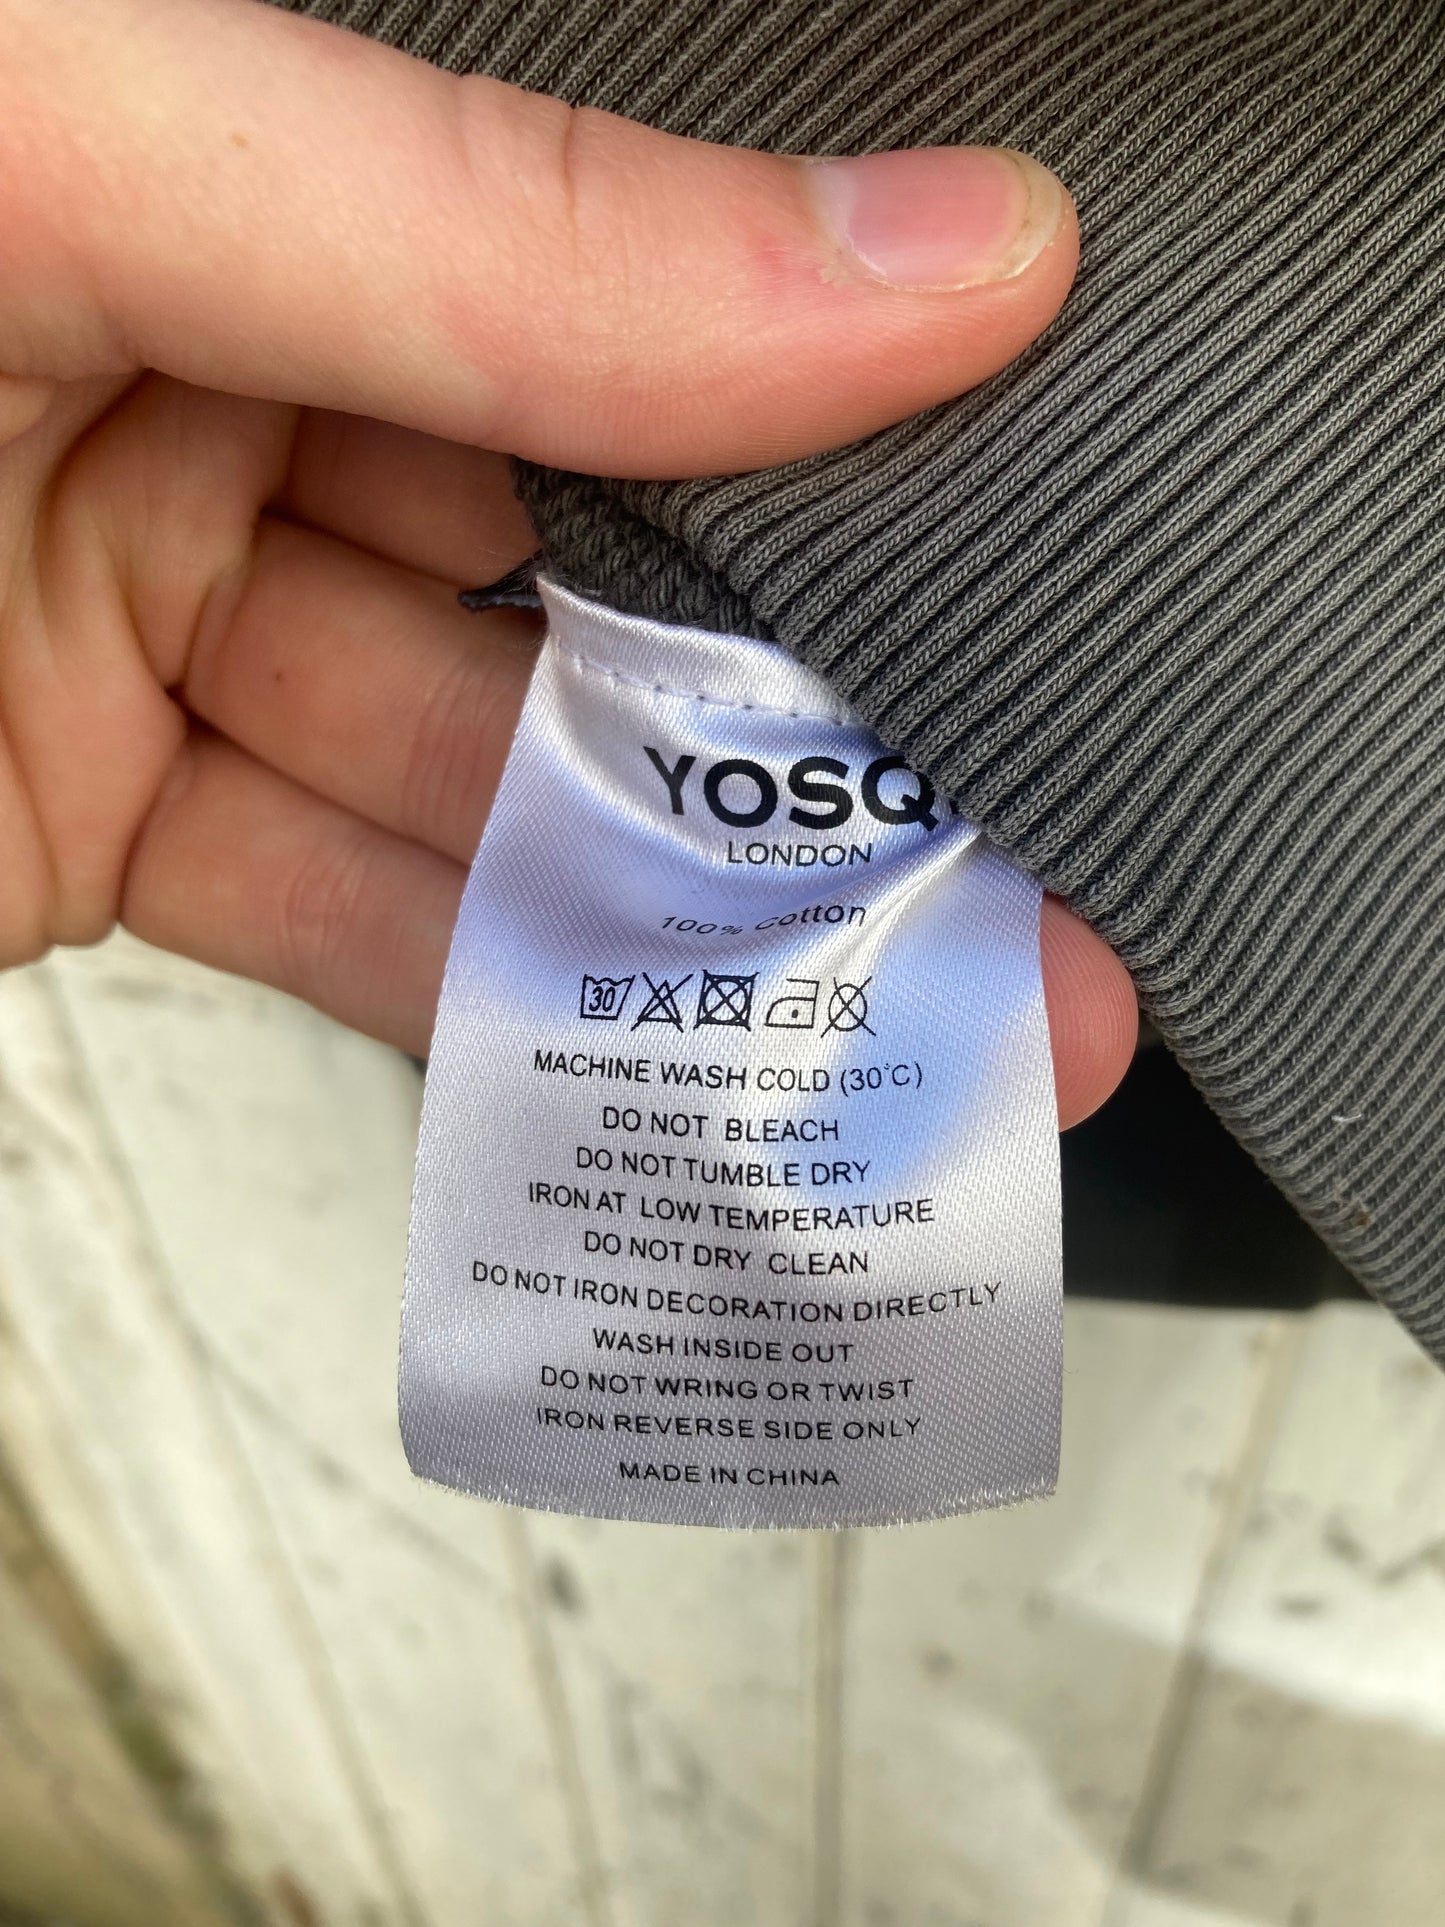 YOSQ
LONDON
100% cotton
30
MACHINE WASH COLD (30°C)
DO NOT BLEACH
DO NOT TUMBLE DRY
IRON AT LOW TEMPERATURE
DO NOT DRY CLEAN
DO NOT IRON DECORATION DIRECTLY
WASH INSIDE OUT
DO NOT WRING OR TWIST
IRON REVERSE SIDE ONLY
MADE IN CHINA